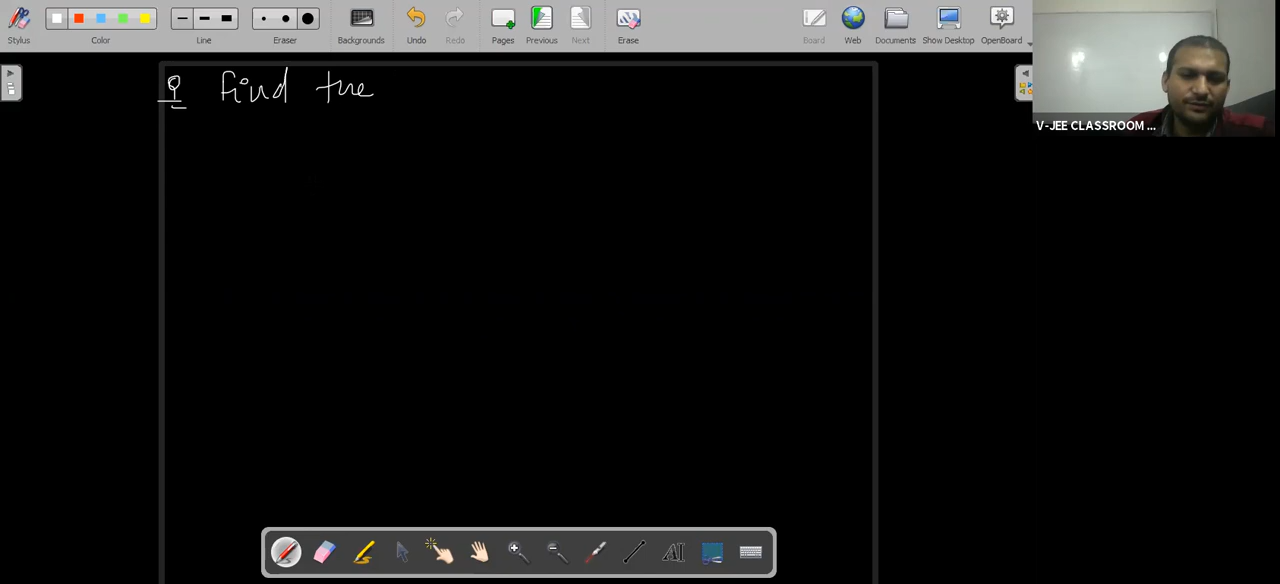 Stylus Color Line Eraser Backgrounds Undo Redo Pages Previous Next Erase Board Web Documents Show Desktop OpenBoard
V-JEE CLASSROOM ...
Q Find the
AI